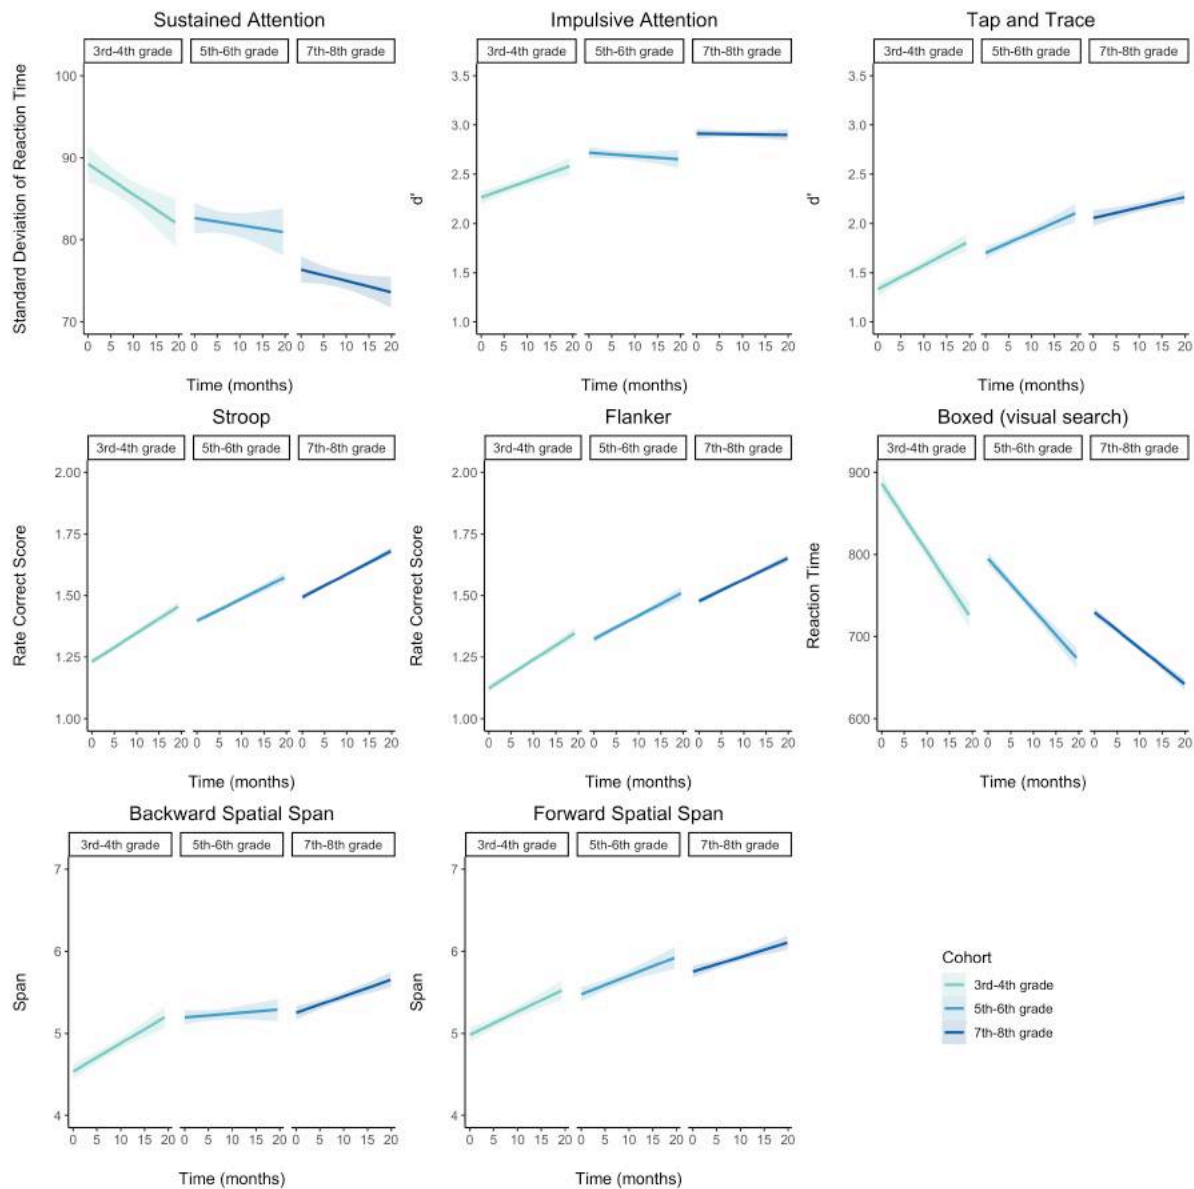 Sustained Attention
3rd-4th grade 5th-6th grade 7th-8th grade
Standard Deviation of Reaction Time
100
90
80
70
0 5 10 15 20 0 5 10 15 20 0 5 10 15 20
Time (months)
Impulsive Attention
3rd-4th grade 5th-6th grade 7th-8th grade
d'
3.5
3.0
2.5
2.0
1.5
1.0
0 5 10 15 20 0 5 10 15 20 0 5 10 15 20
Time (months)
Tap and Trace
3rd-4th grade 5th-6th grade 7th-8th grade
d'
3.5
3.0
2.5
2.0
1.5
1.0
0 5 10 15 20 0 5 10 15 20 0 5 10 15 20
Time (months)
Stroop
3rd-4th grade 5th-6th grade 7th-8th grade
Rate Correct Score
2.00
1.75
1.50
1.25
1.00
0 5 10 15 20 0 5 10 15 20 0 5 10 15 20
Time (months)
Flanker
3rd-4th grade 5th-6th grade 7th-8th grade
Rate Correct Score
2.00
1.75
1.50
1.25
1.00
0 5 10 15 20 0 5 10 15 20 0 5 10 15 20
Time (months)
Boxed (visual search)
3rd-4th grade 5th-6th grade 7th-8th grade
Reaction Time
900
800
700
600
0 5 10 15 20 0 5 10 15 20 0 5 10 15 20
Time (months)
Backward Spatial Span
3rd-4th grade 5th-6th grade 7th-8th grade
Span
7
6
5
4
0 5 10 15 20 0 5 10 15 20 0 5 10 15 20
Time (months)
Forward Spatial Span
3rd-4th grade 5th-6th grade 7th-8th grade
Span
7
6
5
4
0 5 10 15 20 0 5 10 15 20 0 5 10 15 20
Time (months)
Cohort
3rd-4th grade
5th-6th grade
7th-8th grade